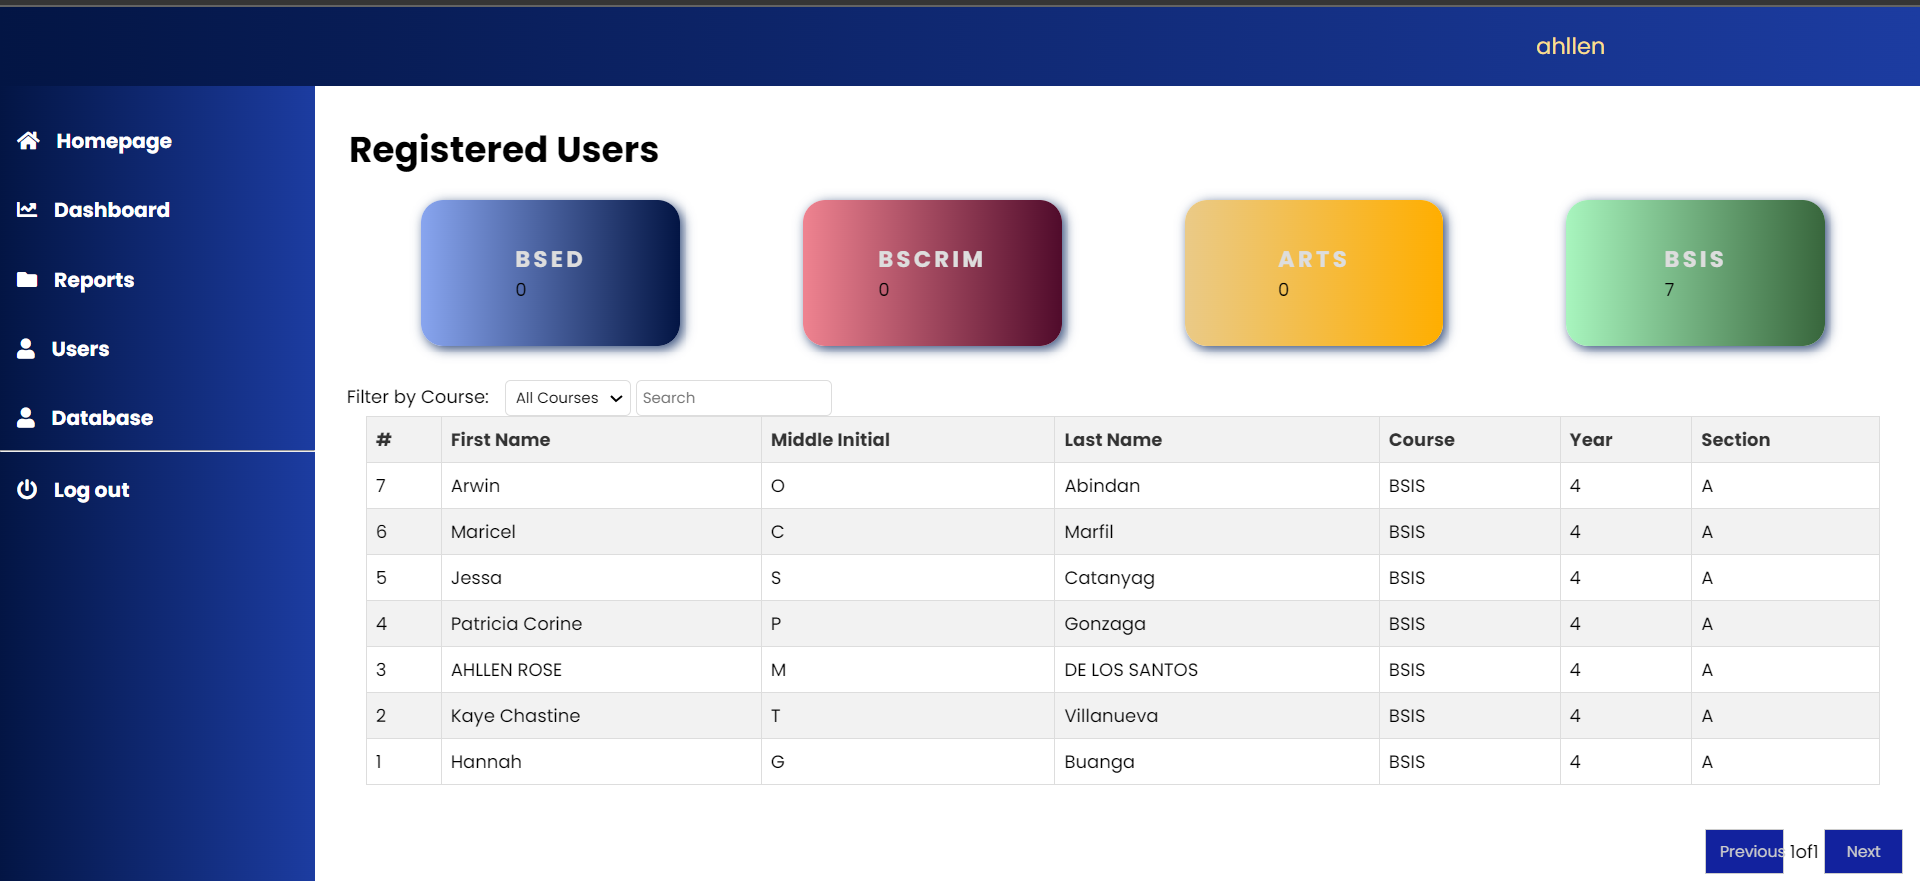 ahllen
Homepage
Dashboard
Reports
Users
Database
Log out
Registered Users
BSED
0
BSCRIM
0
ARTS
0
BSIS
7
Filter by Course: All Courses Search
# First Name Middle Initial Last Name Course Year Section
7 Arwin O Abindan BSIS 4 A
6 Maricel C Marfil BSIS 4 A
5 Jessa S Catanyag BSIS 4 A
4 Patricia Corine P Gonzaga BSIS 4 A
3 AHLLEN ROSE M DE LOS SANTOS BSIS 4 A
2 Kaye Chastine T Villanueva BSIS 4 A
1 Hannah G Buanga BSIS 4 A
Previous 1of1 Next